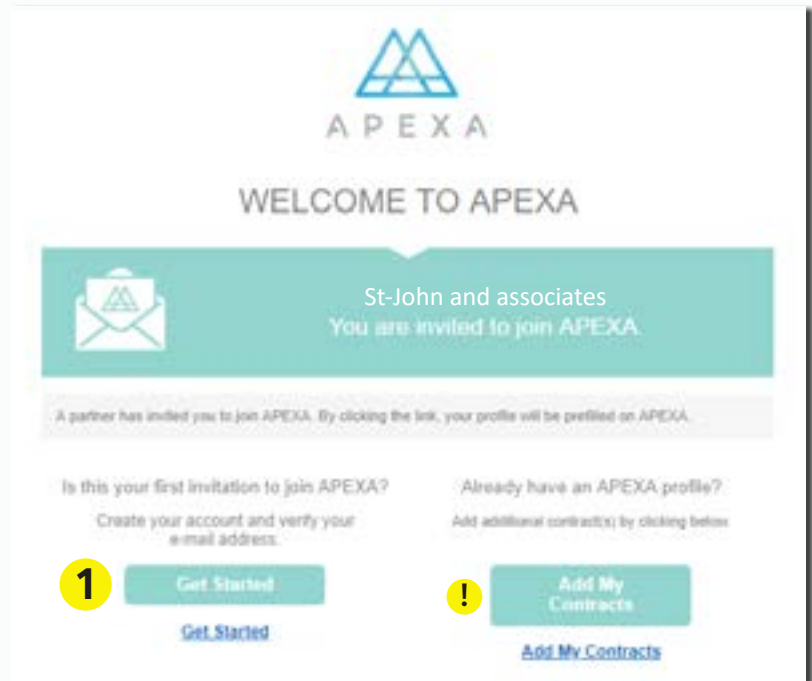 APEXA
WELCOME TO APEXA
St-John and associates
You are invited to join APEXA.
A partner has invited you to join APEXA. By clicking the link, your profile will be prefilled on APEXA.
Is this your first invitation to join APEXA?
Create your account and verify your
e-mail address.
1
Get Started
Get Started
Already have an APEXA profile?
Add additional contract(s) by clicking below
!
Add My
Contracts
Add My Contracts